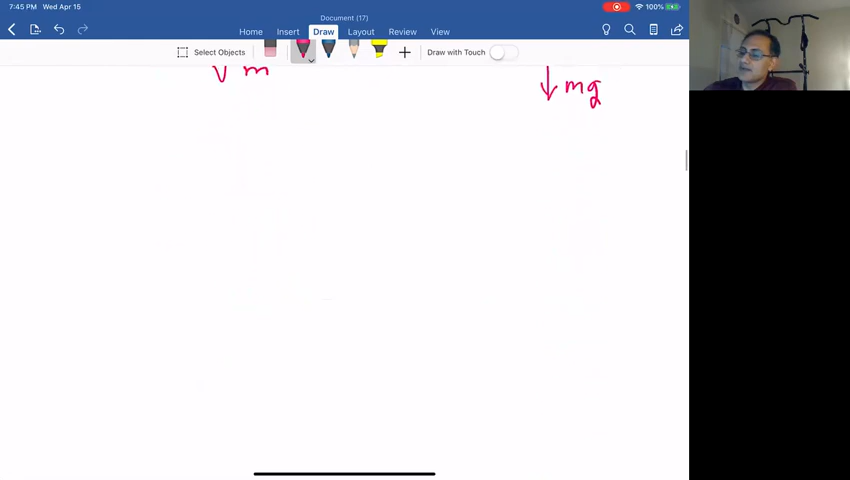 7:45 PM Wed Apr 15
100%
Document (17)
Home Insert Draw Layout Review View
Select Objects
Draw with Touch
m
↓ mg